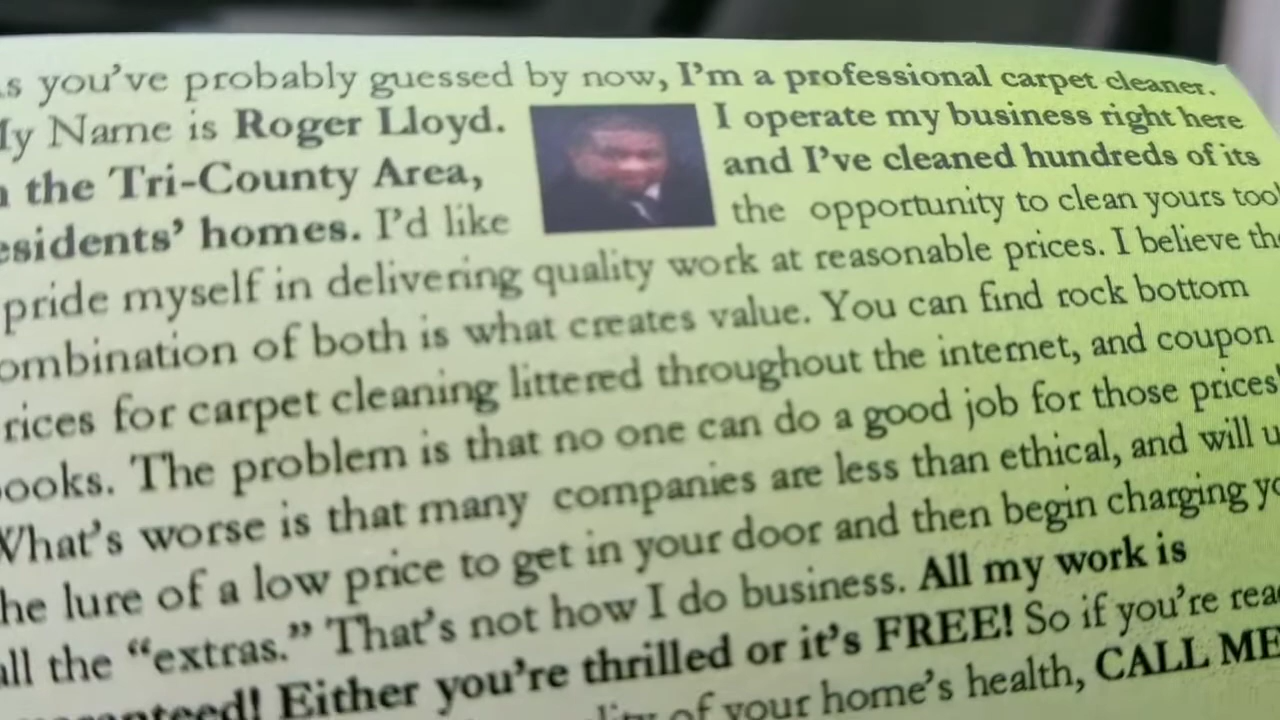 s you've probably guessed by now, I'm a professional carpet cleaner.
My Name is Roger Lloyd. I operate my business right here
the Tri-County Area, and I've cleaned hundreds of its
esidents' homes. I'd like the opportunity to clean yours too
pride myself in delivering quality work at reasonable prices. I believe the
ombination of both is what creates value. You can find rock bottom
rices for carpet cleaning littered throughout the internet, and coupon
ooks. The problem is that no one can do a good job for those prices!
What's worse is that many companies are less than ethical, and will u
he lure of a low price to get in your door and then begin charging yo
all the “extras.” That's not how I do business. All my work is
ranteed! Either you're thrilled or it's FREE! So if you're rea
lity of your home's health, CALL ME